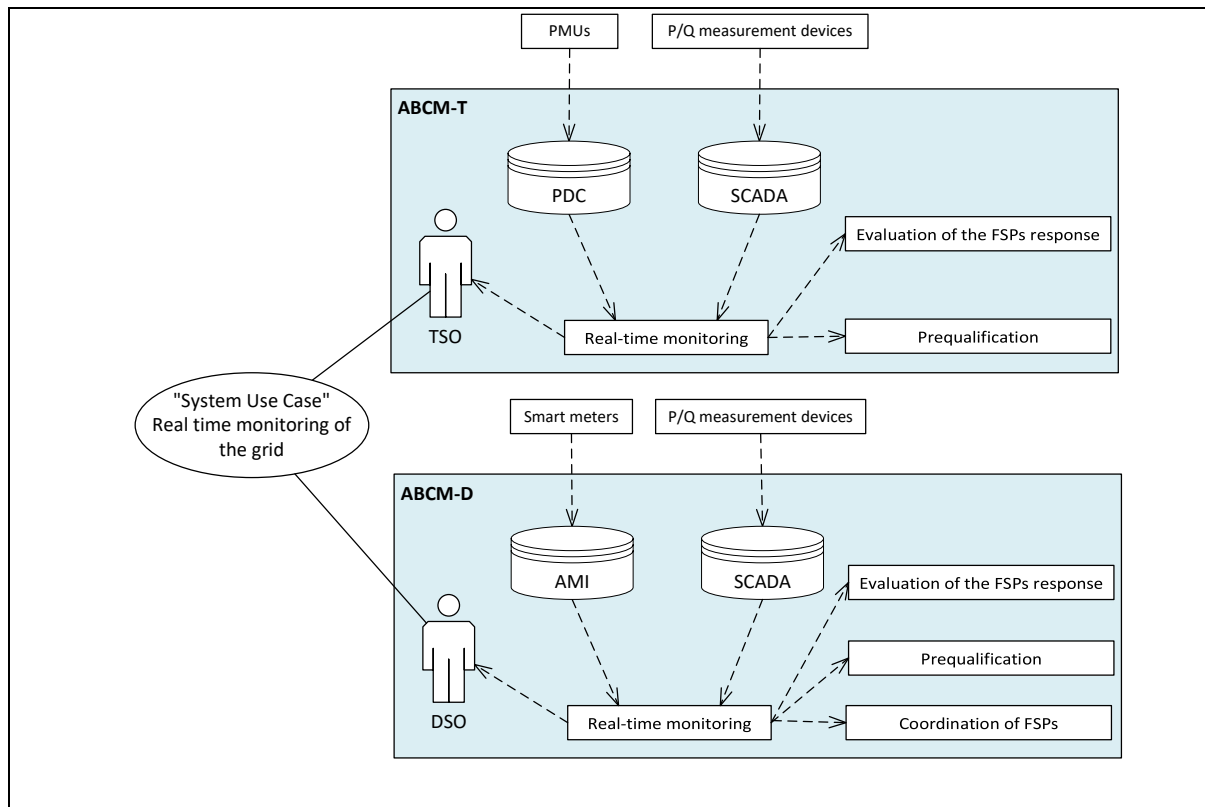 PMUs
P/Q measurement devices
ABCM-T
PDC
SCADA
Evaluation of the FSPs response
TSO
Real-time monitoring
Prequalification
"System Use Case"
Real time monitoring of
the grid
Smart meters
P/Q measurement devices
ABCM-D
AMI
SCADA
Evaluation of the FSPs response
Prequalification
DSO
Real-time monitoring
Coordination of FSPs